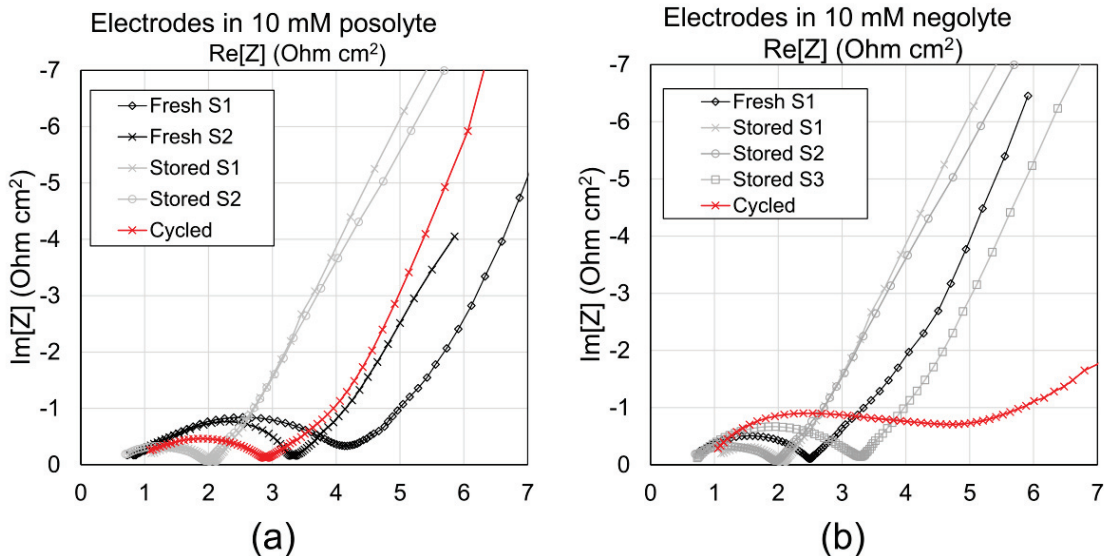 Electrodes in 10 mM posolyte
Re[Z] (Ohm cm²)
-7
-6
-5
-4
-3
-2
-1
0
Im[Z] (Ohm cm²)
Fresh S1
Fresh S2
Stored S1
Stored S2
Cycled
0 1 2 3 4 5 6 7
(a)
Electrodes in 10 mM negolyte
Re[Z] (Ohm cm²)
-7
-6
-5
-4
-3
-2
-1
0
Im[Z] (Ohm cm²)
Fresh S1
Stored S1
Stored S2
Stored S3
Cycled
0 1 2 3 4 5 6 7
(b)